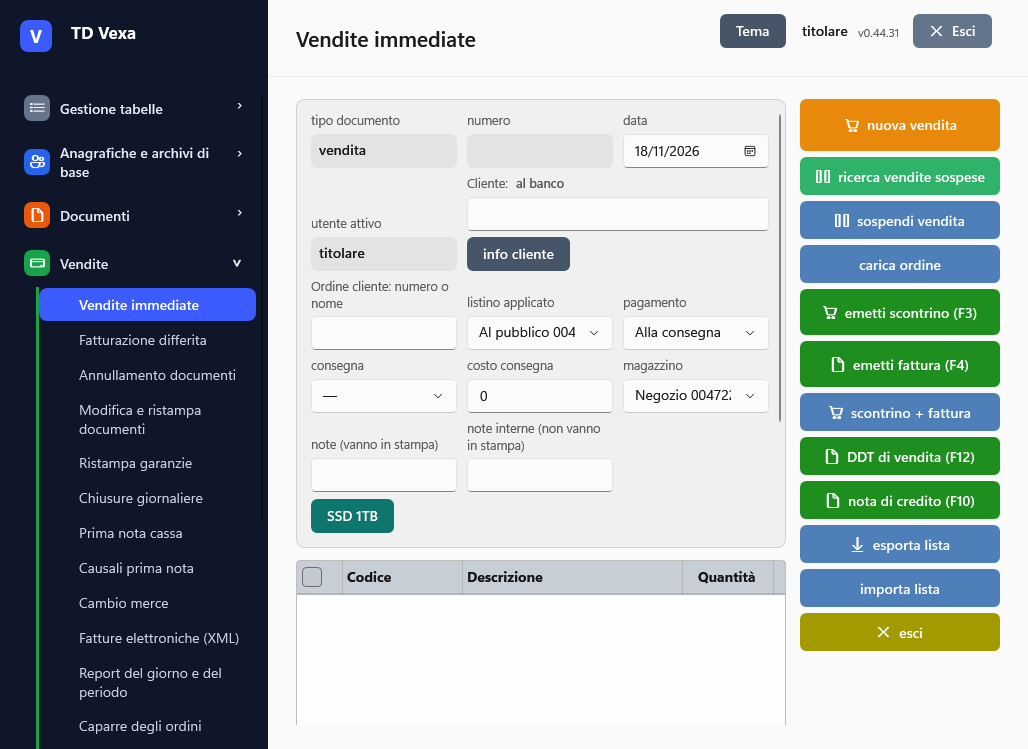 V
TD Vexa
Gestione tabelle
Anagrafiche e archivi di
base
Documenti
Vendite
Vendite immediate
Fatturazione differita
Annullamento documenti
Modifica e ristampa
documenti
Ristampa garanzie
Chiusure giornaliere
Prima nota cassa
Causali prima nota
Cambio merce
Fatture elettroniche (XML)
Report del giorno e del
periodo
Caparre degli ordini
Vendite immediate
Tema
titolare
v0.44.31
Esci
tipo documento
numero
data
vendita
18/11/2026
Cliente: al banco
utente attivo
titolare
info cliente
Ordine cliente: numero o
nome
listino applicato
pagamento
Al pubblico 004
Alla consegna
consegna
costo consegna
magazzino
—
0
Negozio 004722
note (vanno in stampa)
note interne (non vanno
in stampa)
SSD 1TB
Codice
Descrizione
Quantità
nuova vendita
ricerca vendite sospese
sospendi vendita
carica ordine
emetti scontrino (F3)
emetti fattura (F4)
scontrino + fattura
DDT di vendita (F12)
nota di credito (F10)
esporta lista
importa lista
esci